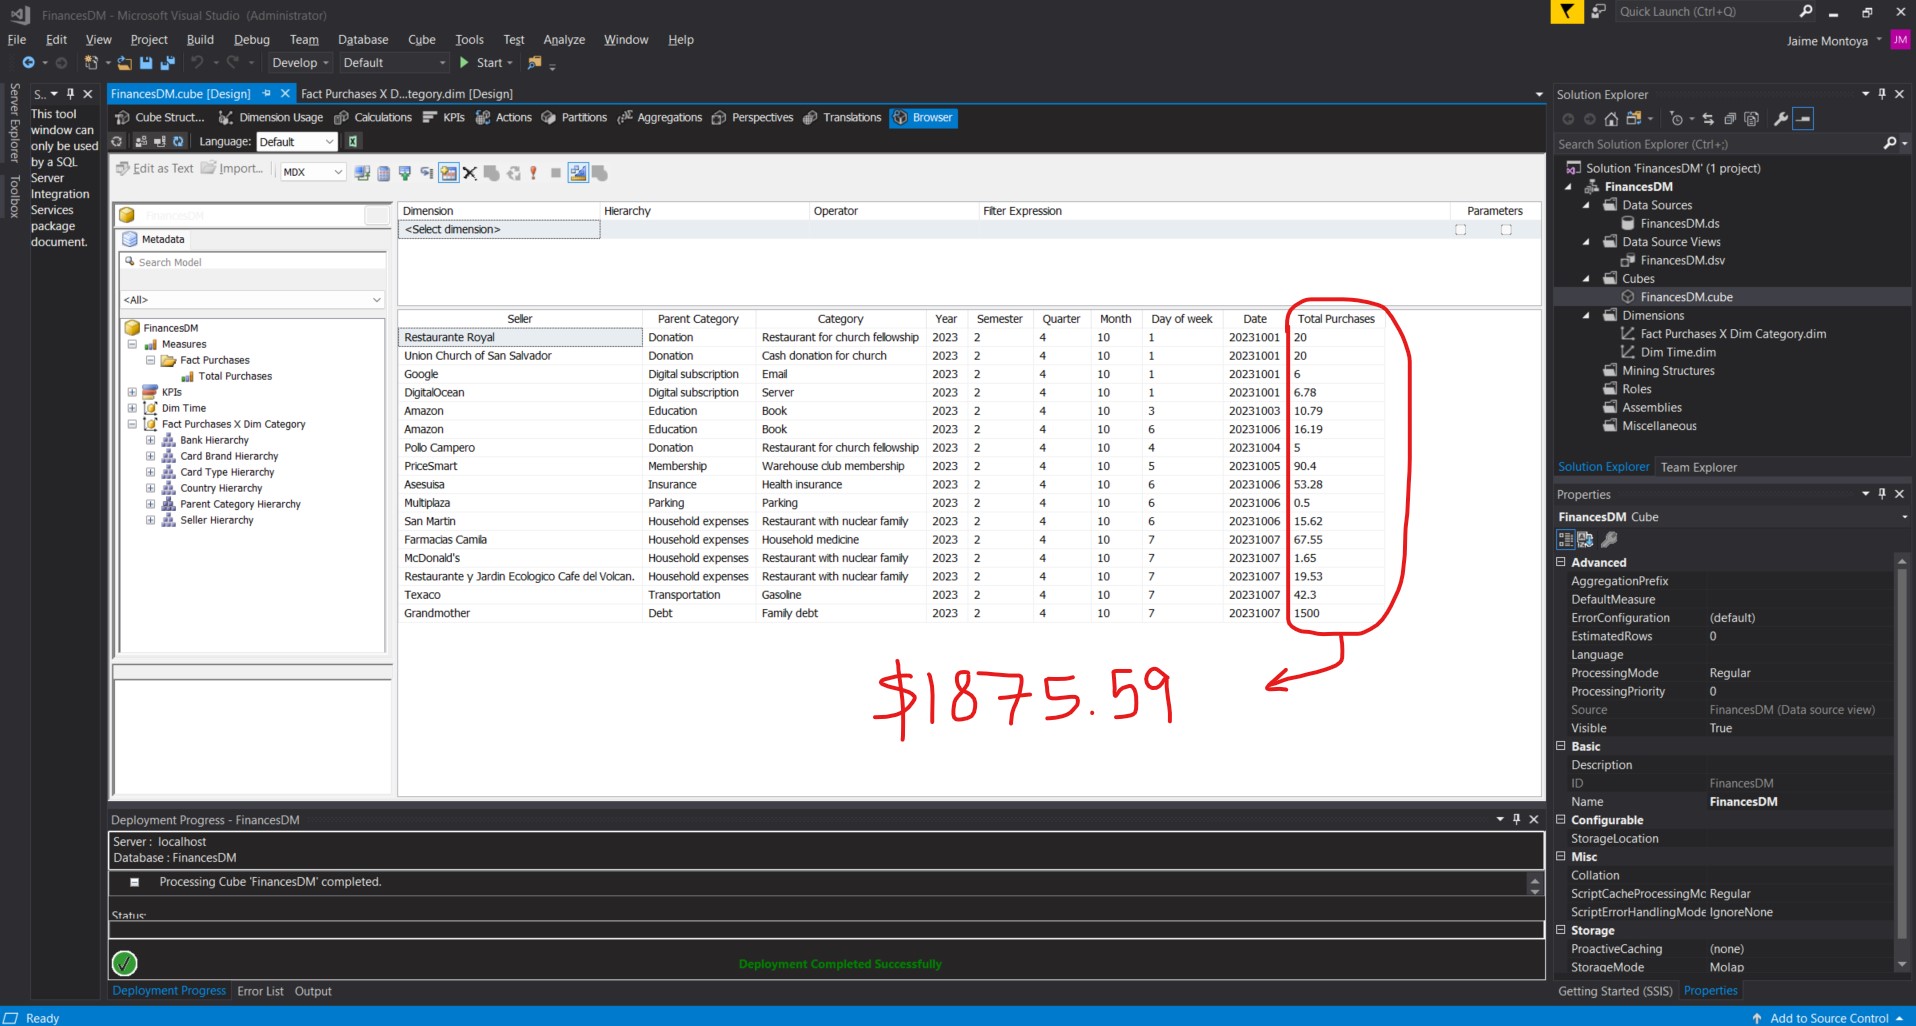 FinancesDM - Microsoft Visual Studio (Administrator)
Quick Launch (Ctrl+Q)
File Edit View Project Build Debug Team Database Cube Tools Test Analyze Window Help
Jaime Montoya JM
Develop Default Start
Server Explorer
Toolbox
S..
This tool
window can
only be used
by a SQL
Server
Integration
Services
package
document.
FinancesDM.cube [Design] Fact Purchases X D...tegory.dim [Design]
Cube Struct... Dimension Usage Calculations KPIs Actions Partitions Aggregations Perspectives Translations Browser
Language: Default
Edit as Text Import... MDX
FinancesDM
Metadata
Search Model
<All>
FinancesDM
Measures
Fact Purchases
Total Purchases
KPIs
Dim Time
Fact Purchases X Dim Category
Bank Hierarchy
Card Brand Hierarchy
Card Type Hierarchy
Country Hierarchy
Parent Category Hierarchy
Seller Hierarchy
Dimension Hierarchy Operator Filter Expression Parameters
<Select dimension>
Seller Parent Category Category Year Semester Quarter Month Day of week Date Total Purchases
Restaurante Royal Donation Restaurant for church fellowship 2023 2 4 10 1 20231001 20
Union Church of San Salvador Donation Cash donation for church 2023 2 4 10 1 20231001 20
Google Digital subscription Email 2023 2 4 10 1 20231001 6
DigitalOcean Digital subscription Server 2023 2 4 10 1 20231001 6.78
Amazon Education Book 2023 2 4 10 3 20231003 10.79
Amazon Education Book 2023 2 4 10 6 20231006 16.19
Pollo Campero Donation Restaurant for church fellowship 2023 2 4 10 4 20231004 5
PriceSmart Membership Warehouse club membership 2023 2 4 10 5 20231005 90.4
Asesuisa Insurance Health insurance 2023 2 4 10 6 20231006 53.28
Multiplaza Parking Parking 2023 2 4 10 6 20231006 0.5
San Martin Household expenses Restaurant with nuclear family 2023 2 4 10 6 20231006 15.62
Farmacias Camila Household expenses Household medicine 2023 2 4 10 7 20231007 67.55
McDonald's Household expenses Restaurant with nuclear family 2023 2 4 10 7 20231007 1.65
Restaurante y Jardin Ecologico Cafe del Volcan. Household expenses Restaurant with nuclear family 2023 2 4 10 7 20231007 19.53
Texaco Transportation Gasoline 2023 2 4 10 7 20231007 42.3
Grandmother Debt Family debt 2023 2 4 10 7 20231007 1500
$1875.59
Deployment Progress - FinancesDM
Server : localhost
Database : FinancesDM
Processing Cube 'FinancesDM' completed.
Status:
Deployment Completed Successfully
Deployment Progress Error List Output
Solution Explorer
Search Solution Explorer (Ctrl+;)
Solution 'FinancesDM' (1 project)
FinancesDM
Data Sources
FinancesDM.ds
Data Source Views
FinancesDM.dsv
Cubes
FinancesDM.cube
Dimensions
Fact Purchases X Dim Category.dim
Dim Time.dim
Mining Structures
Roles
Assemblies
Miscellaneous
Solution Explorer Team Explorer
Properties
FinancesDM Cube
Advanced
AggregationPrefix
DefaultMeasure
ErrorConfiguration (default)
EstimatedRows 0
Language
ProcessingMode Regular
ProcessingPriority 0
Source FinancesDM (Data source view)
Visible True
Basic
Description
ID FinancesDM
Name FinancesDM
Configurable
StorageLocation
Misc
Collation
ScriptCacheProcessingMc Regular
ScriptErrorHandlingMode IgnoreNone
Storage
ProactiveCaching (none)
StorageMode Molap
Getting Started (SSIS) Properties
Ready
Add to Source Control